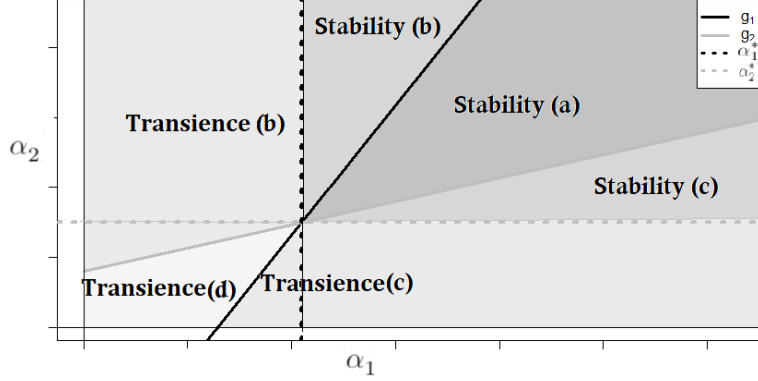 Stability (b)
g₁
g₂
α₁*
α₂*
Stability (a)
Transience (b)
α₂
Stability (c)
Transience(d)
Transience(c)
α₁